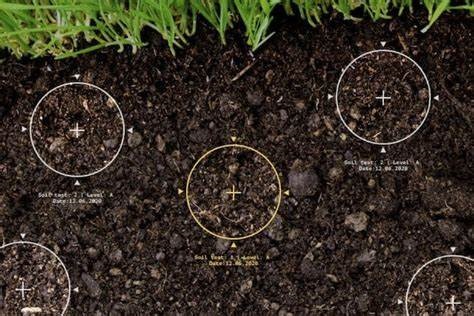 Soil test: 2 | Level: A
Date:12.06.2020
Soil test: 2 | Level: A
Date:12.06.2020
Soil test: 1 | Level: A
Date:12.06.2020